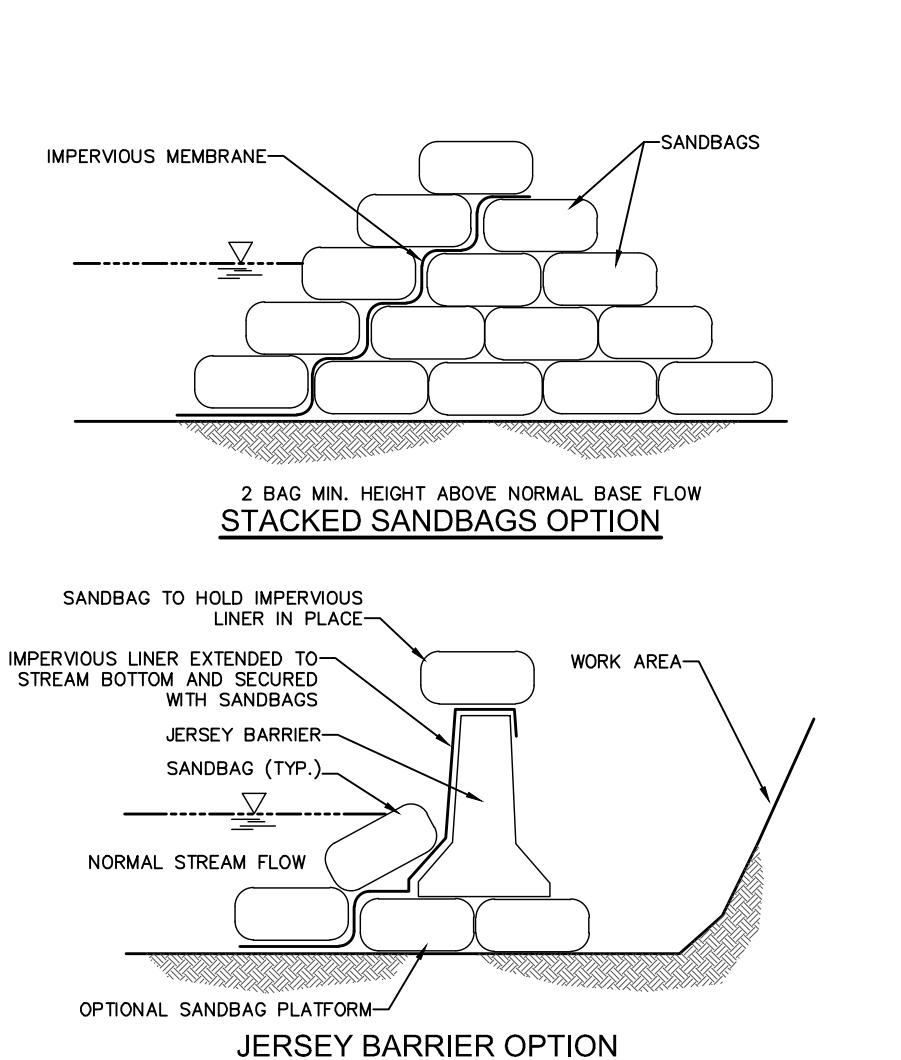 IMPERVIOUS MEMBRANE
SANDBAGS
2 BAG MIN. HEIGHT ABOVE NORMAL BASE FLOW
STACKED SANDBAGS OPTION
SANDBAG TO HOLD IMPERVIOUS
LINER IN PLACE
IMPERVIOUS LINER EXTENDED TO
STREAM BOTTOM AND SECURED
WITH SANDBAGS
WORK AREA
JERSEY BARRIER
SANDBAG (TYP.)
NORMAL STREAM FLOW
OPTIONAL SANDBAG PLATFORM
JERSEY BARRIER OPTION